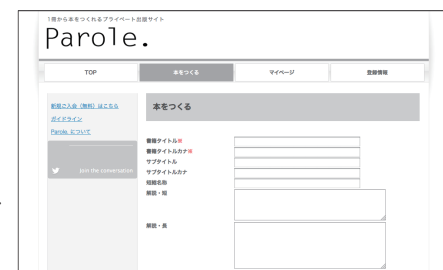 1冊から本をつくれるプライベート出版サイト
Parole.
TOP
本をつくる
マイページ
登録情報
新規ご入会（無料）はこちら
ガイドライン
Parole. について
join the conversation
本をつくる
書籍タイトル※
書籍タイトルカナ※
サブタイトル
サブタイトルカナ
短縮名称
解説・短
解説・長